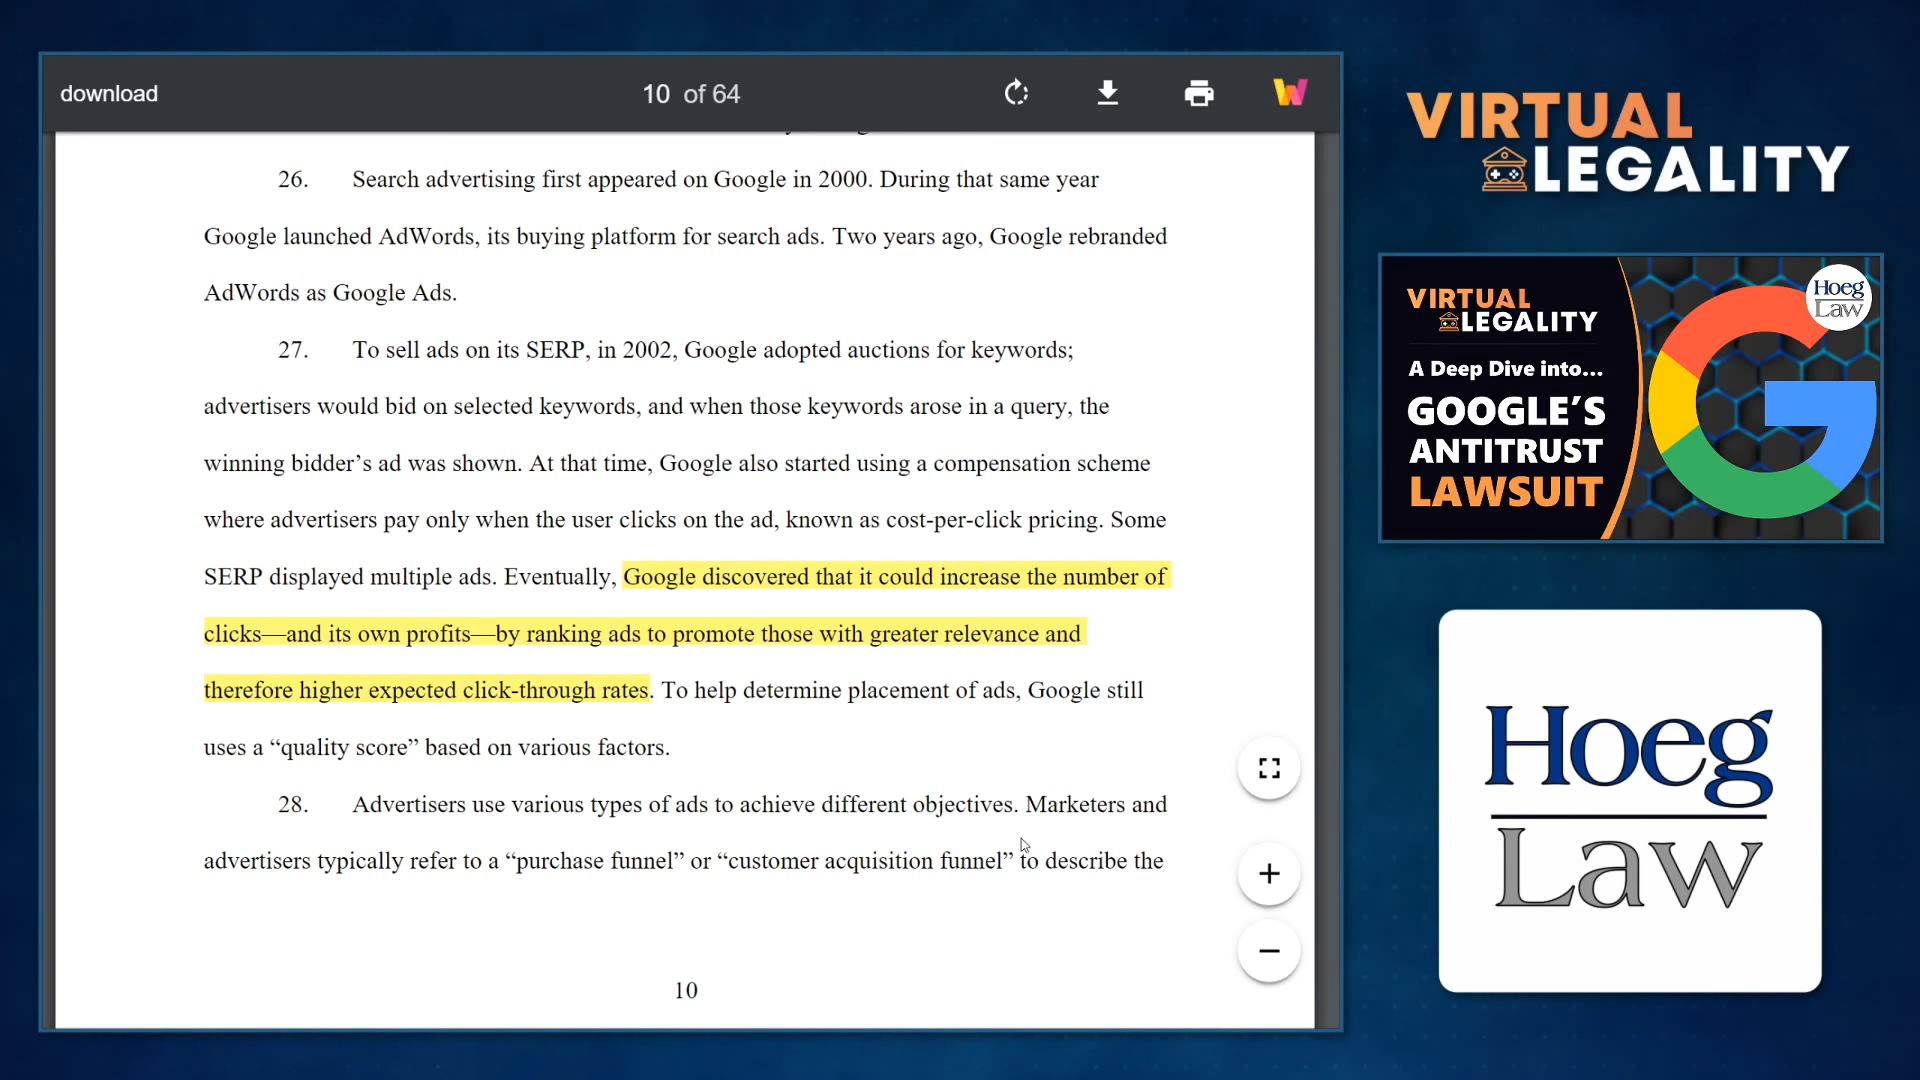 download
10 of 64
26. Search advertising first appeared on Google in 2000. During that same year
Google launched AdWords, its buying platform for search ads. Two years ago, Google rebranded
AdWords as Google Ads.
27. To sell ads on its SERP, in 2002, Google adopted auctions for keywords;
advertisers would bid on selected keywords, and when those keywords arose in a query, the
winning bidder’s ad was shown. At that time, Google also started using a compensation scheme
where advertisers pay only when the user clicks on the ad, known as cost-per-click pricing. Some
SERP displayed multiple ads. Eventually, Google discovered that it could increase the number of
clicks—and its own profits—by ranking ads to promote those with greater relevance and
therefore higher expected click-through rates. To help determine placement of ads, Google still
uses a “quality score” based on various factors.
28. Advertisers use various types of ads to achieve different objectives. Marketers and
advertisers typically refer to a “purchase funnel” or “customer acquisition funnel” to describe the
10
VIRTUAL
LEGALITY
VIRTUAL
LEGALITY
A Deep Dive into...
GOOGLE’S
ANTITRUST
LAWSUIT
Hoeg
Law
Hoeg
Law